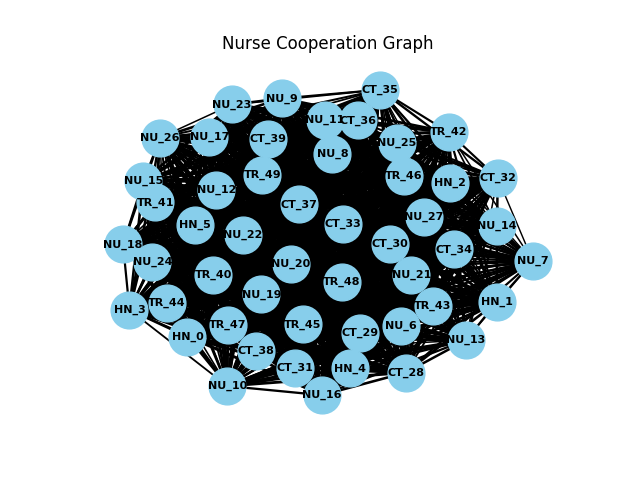 Nurse Cooperation Graph
CT_35
NU_9
NU_23
NU_11
CT_36
TR_42
NU_26
NU_17
CT_39
NU_25
NU_8
TR_49
TR_46
CT_32
NU_15
HN_2
NU_12
TR_41
CT_37
NU_27
CT_33
HN_5
NU_14
NU_22
NU_18
CT_30
CT_34
NU_24
NU_20
NU_7
TR_40
NU_21
TR_48
NU_19
TR_44
HN_1
TR_43
HN_3
TR_47
TR_45
NU_6
CT_29
HN_0
NU_13
CT_38
CT_31
HN_4
CT_28
NU_10
NU_16